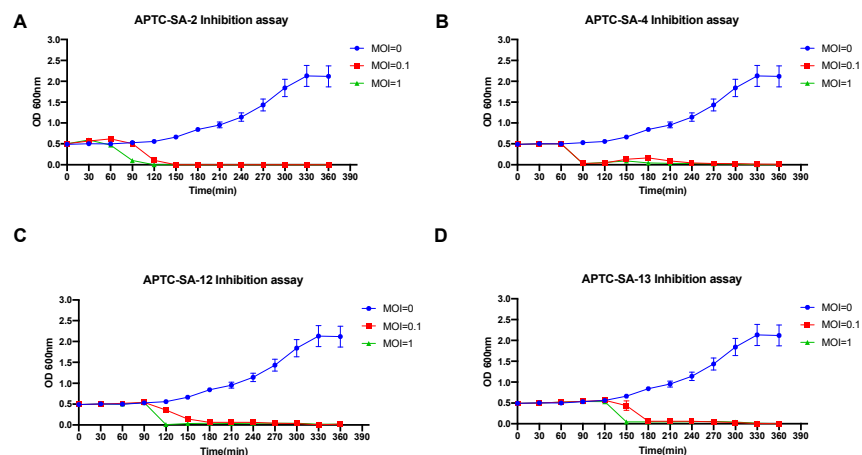 A
APTC-SA-2 Inhibition assay
OD 600nm
3.0
2.5
2.0
1.5
1.0
0.5
0.0
0 30 60 90 120 150 180 210 240 270 300 330 360 390
Time(min)
MOI=0
MOI=0.1
MOI=1
B
APTC-SA-4 Inhibition assay
OD 600nm
3.0
2.5
2.0
1.5
1.0
0.5
0.0
0 30 60 90 120 150 180 210 240 270 300 330 360 390
Time(min)
MOI=0
MOI=0.1
MOI=1
C
APTC-SA-12 Inhibition assay
OD 600nm
3.0
2.5
2.0
1.5
1.0
0.5
0.0
0 30 60 90 120 150 180 210 240 270 300 330 360 390
Time(min)
MOI=0
MOI=0.1
MOI=1
D
APTC-SA-13 Inhibition assay
OD 600nm
3.0
2.5
2.0
1.5
1.0
0.5
0.0
0 30 60 90 120 150 180 210 240 270 300 330 360 390
Time(min)
MOI=0
MOI=0.1
MOI=1